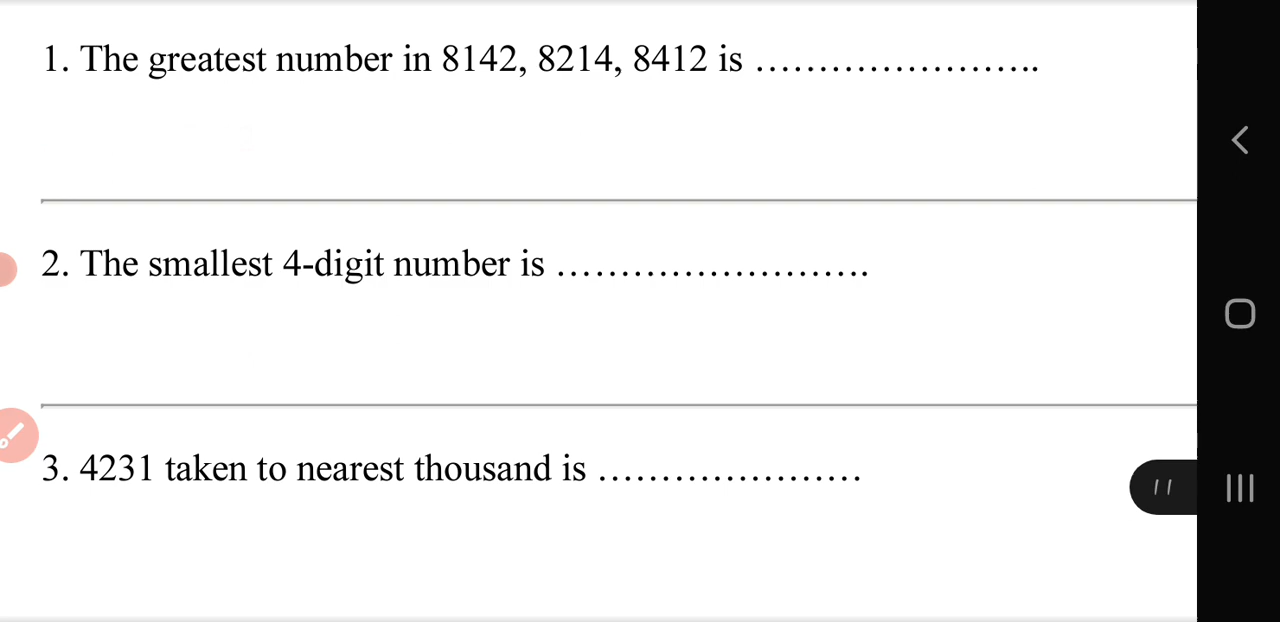 1. The greatest number in 8142, 8214, 8412 is ........................
2. The smallest 4-digit number is .........................
3. 4231 taken to nearest thousand is .....................